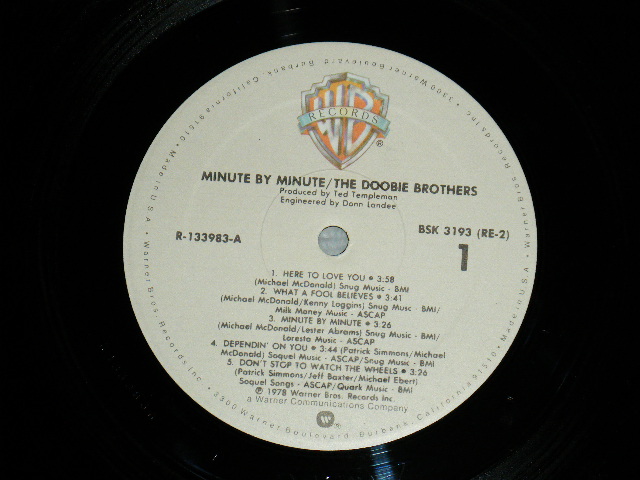 WB
RECORDS
®
MINUTE BY MINUTE/THE DOOBIE BROTHERS
Produced by Ted Templeman
Engineered by Donn Landee
R-133983-A
BSK 3193 (RE-2)
1
1. HERE TO LOVE YOU • 3:58
(Michael McDonald) Snug Music - BMI
2. WHAT A FOOL BELIEVES • 3:41
(Michael McDonald/Kenny Loggins) Snug Music - BMI/
Milk Money Music - ASCAP
3. MINUTE BY MINUTE • 3:26
(Michael McDonald/Lester Abrams) Snug Music - BMI/
Loresta Music - ASCAP
4. DEPENDIN' ON YOU • 3:44 (Patrick Simmons/Michael
McDonald) Soquel Music - ASCAP/Snug Music - BMI
5. DON'T STOP TO WATCH THE WHEELS • 3:26
(Patrick Simmons/Jeff Baxter/Michael Ebert)
Soquel Songs - ASCAP/Quark Music - BMI
℗ 1978 Warner Bros. Records Inc.
a Warner Communications Company
®
Warner Bros. Records Inc. • 3300 Warner Boulevard, Burbank, California 91510 • Made in U.S.A. • Warner Bros. Records Inc. • 3300 Warner Boulevard, Burbank, California 91510 • Made in U.S.A. •